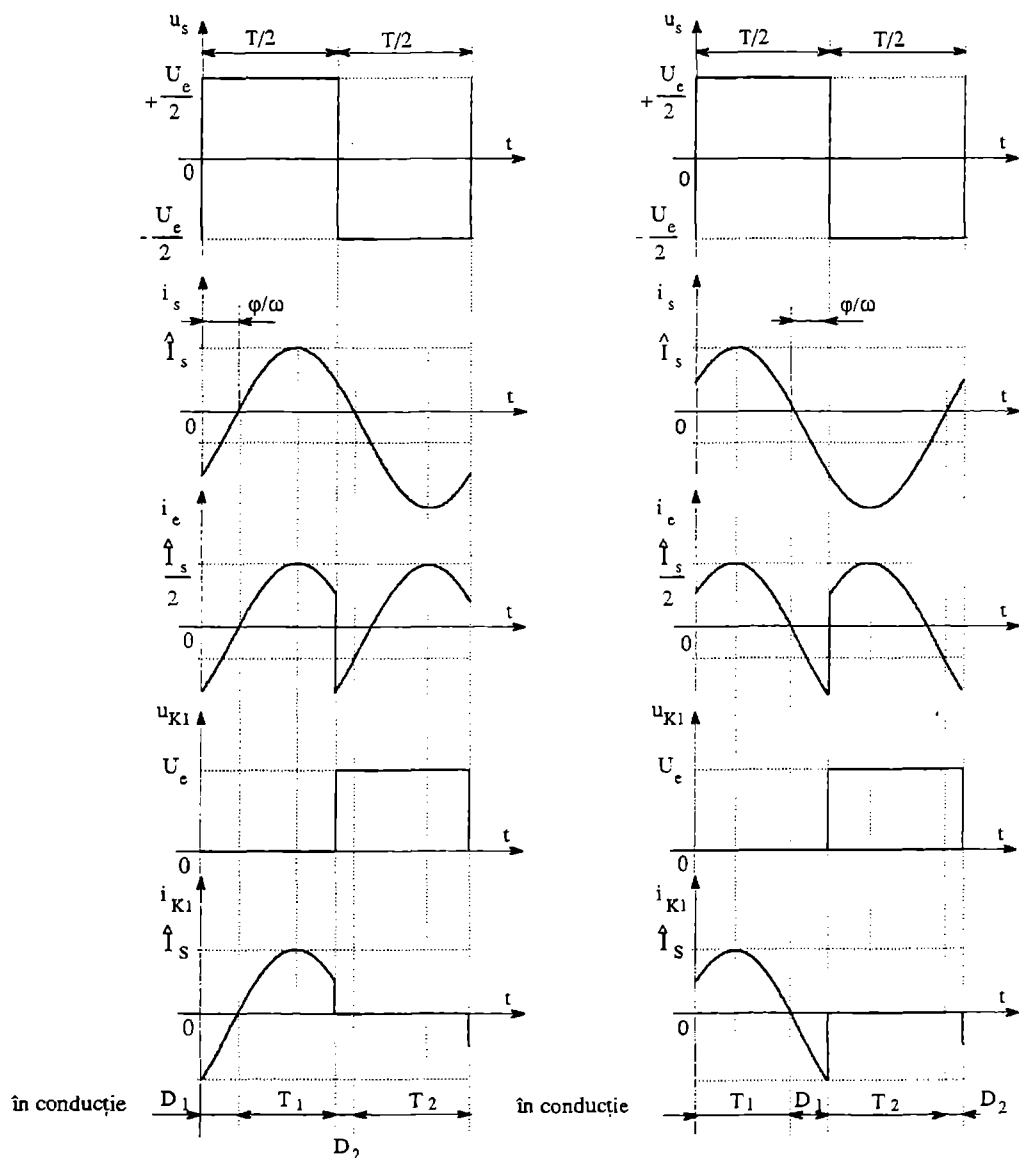 u_s
T/2 T/2
+U_e/2
t
0
-U_e/2
i_s
φ/ω
Î_s
t
0
i_e
Î_s/2
0
u_K1
U_e
t
0
i_K1
Î_S
t
0
în conducție D_1 T_1 T_2
D_2
u_s
T/2 T/2
+U_e/2
t
0
-U_e/2
i_s
φ/ω
Î_s
t
0
i_e
Î_s/2
0
u_K1
U_e
t
0
i_K1
Î_S
t
0
în conducție T_1 D_1 T_2 D_2